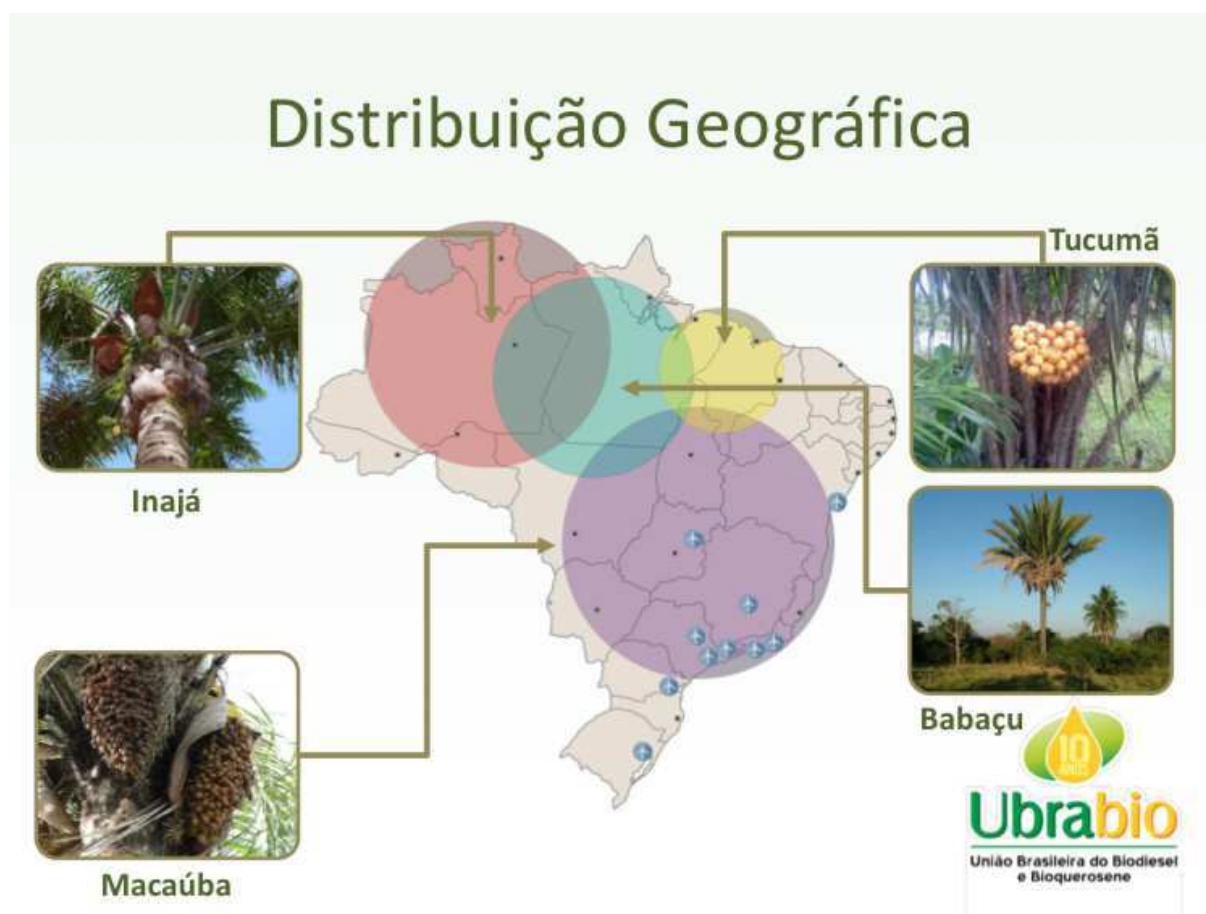 Distribuição Geográfica
Tucumã
Inajá
Babaçu
Macaúba
10
ANOS
Ubrabio
União Brasileira do Biodiesel
e Bioquerosene